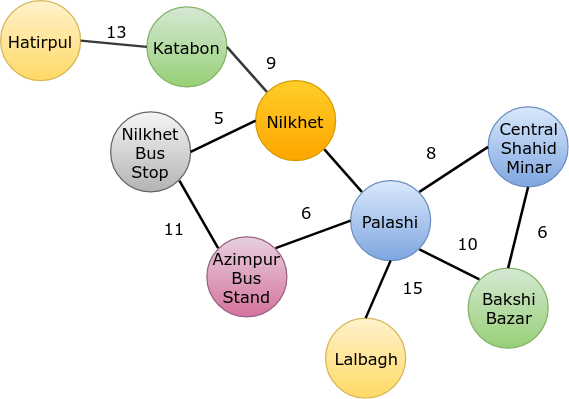 Hatirpul
13
Katabon
9
Nilkhet
5
Nilkhet
Bus
Stop
11
Azimpur
Bus
Stand
6
Palashi
8
Central
Shahid
Minar
6
10
Bakshi
Bazar
15
Lalbagh